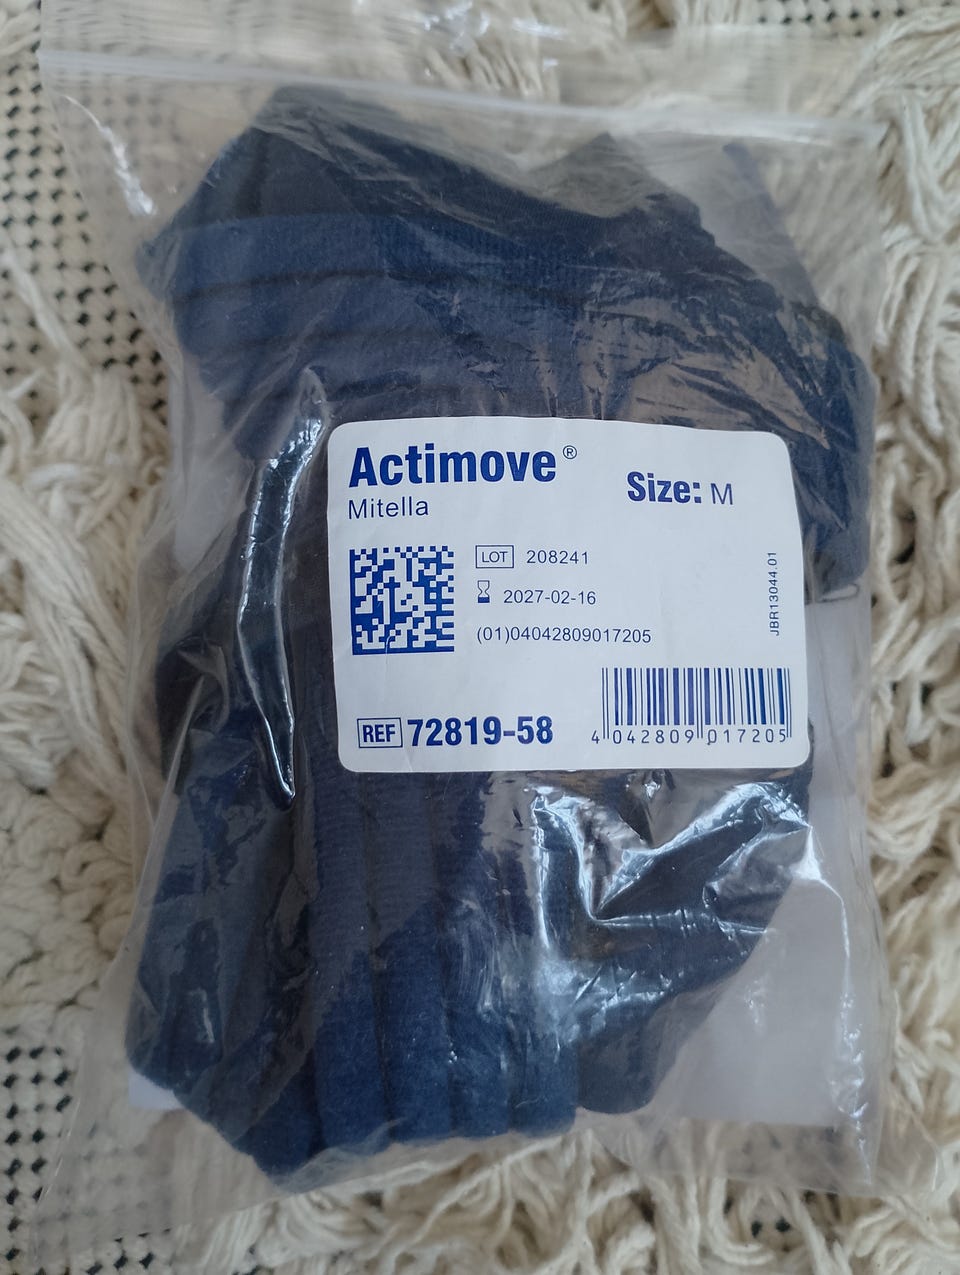 Actimove®
Mitella
Size: M
LOT 208241
2027-02-16
(01)04042809017205
JBR13044.01
REF 72819-58
4 042809 017205